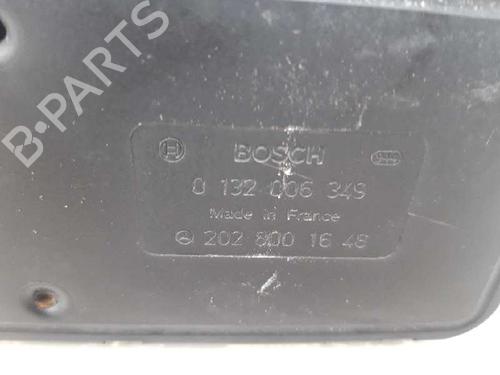 B-PARTS
BOSCH
0 132 006 349
Made in France
202 800 16 48